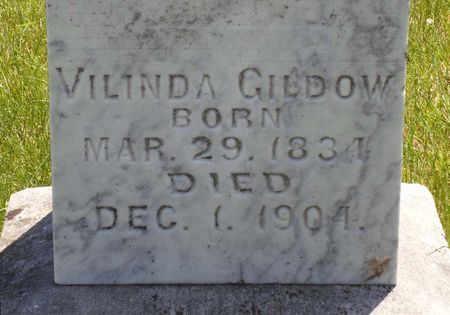 VILINDA GILDOW
BORN
MAR. 29. 1834
DIED
DEC. 1. 1904.